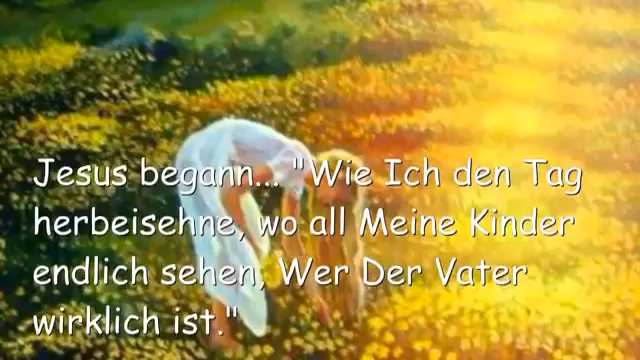 Jesus begann... "Wie Ich den Tag
herbeisehne, wo all Meine Kinder
endlich sehen, Wer Der Vater
wirklich ist."